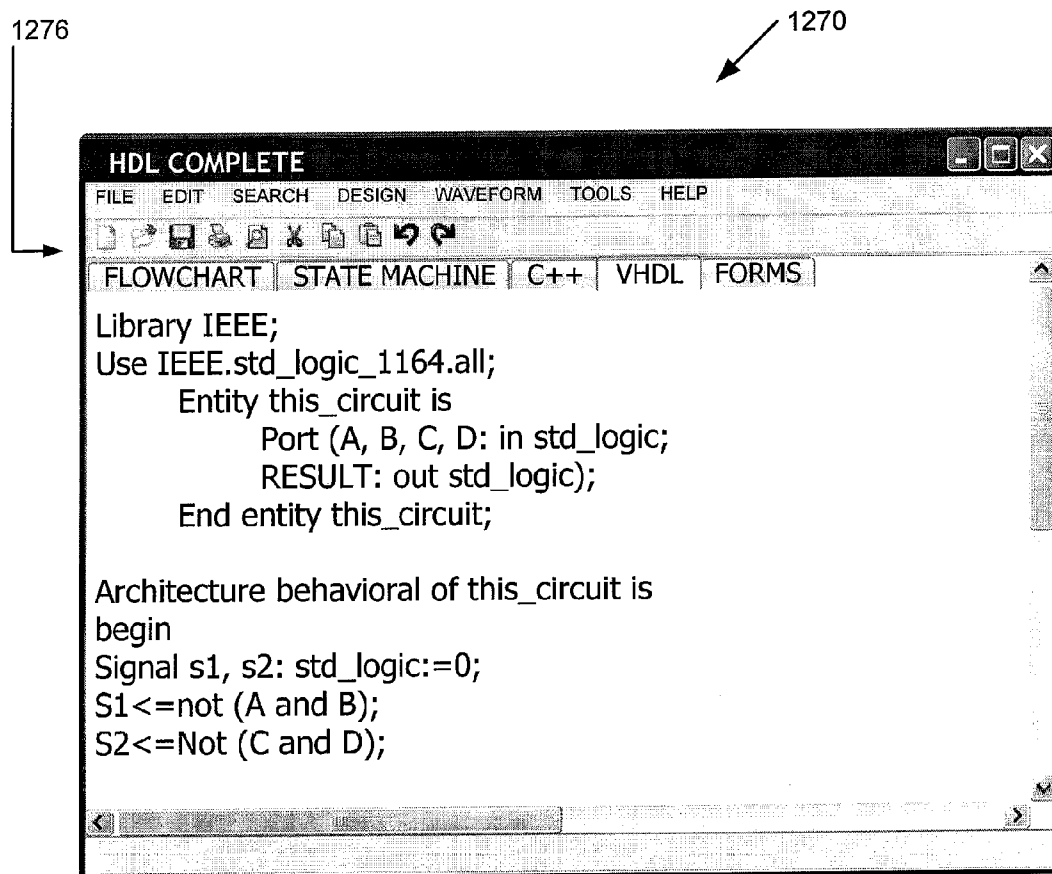 1276
1270
HDL COMPLETE
FILE EDIT SEARCH DESIGN WAVEFORM TOOLS HELP
FLOWCHART STATE MACHINE C++ VHDL FORMS
Library IEEE;
Use IEEE.std_logic_1164.all;
Entity this_circuit is
Port (A, B, C, D: in std_logic;
RESULT: out std_logic);
End entity this_circuit;
Architecture behavioral of this_circuit is
begin
Signal s1, s2: std_logic:=0;
S1<=not (A and B);
S2<=Not (C and D);